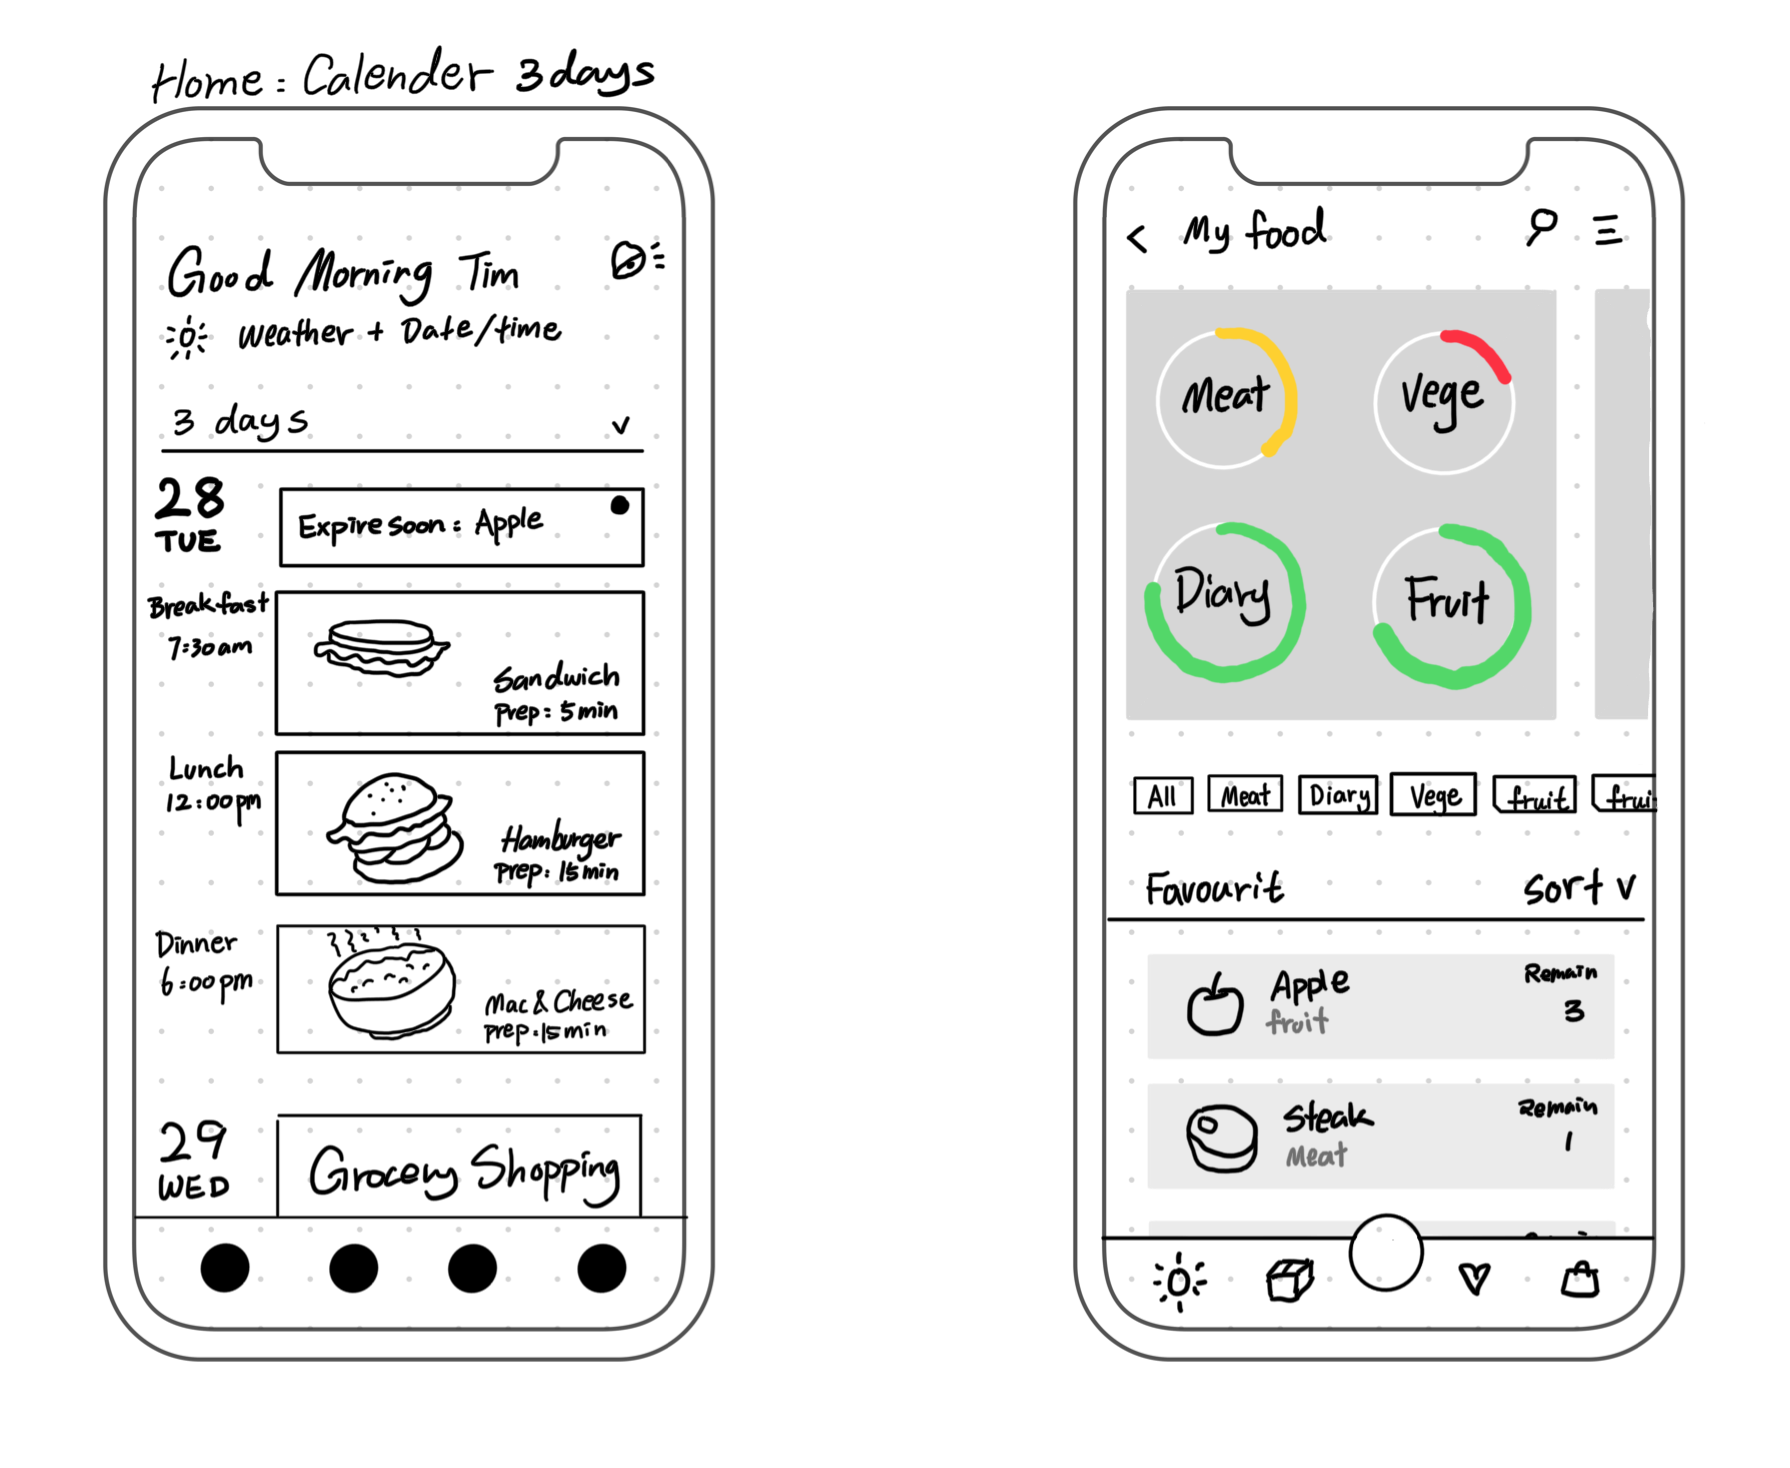 Home : Calender 3days
Good Morning Tim
Weather + Date/time
3 days
28
TUE
Expire soon : Apple
Breakfast
7:30am
Sandwich
Prep: 5min
Lunch
12:00pm
Hamburger
Prep: 15min
Dinner
6:00pm
Mac & Cheese
Prep:15min
29
WED
Grocery Shopping
My food
Meat
Vege
Diary
Fruit
All
Meat
Diary
Vege
fruit
frui
Favourit
Sort
Apple
fruit
Remain
3
Steak
Meat
Remain
1